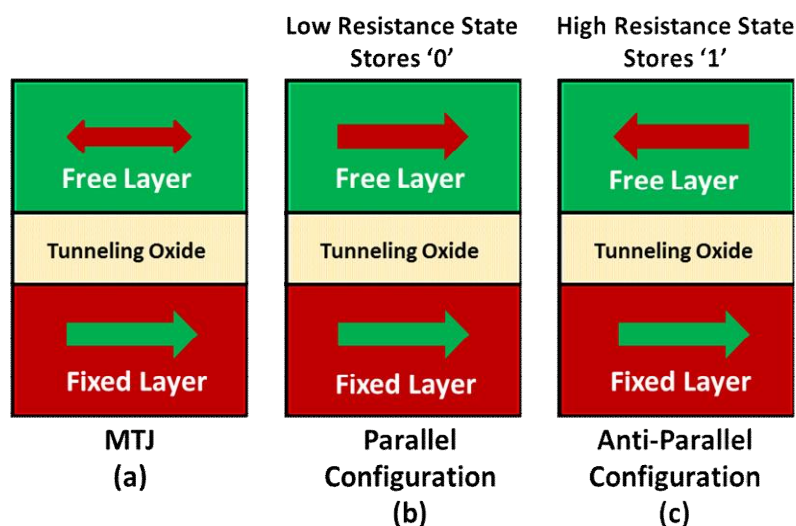 Low Resistance State
Stores ‘0’
High Resistance State
Stores ‘1’
Free Layer
Tunneling Oxide
Fixed Layer
MTJ
(a)
Free Layer
Tunneling Oxide
Fixed Layer
Parallel
Configuration
(b)
Free Layer
Tunneling Oxide
Fixed Layer
Anti-Parallel
Configuration
(c)